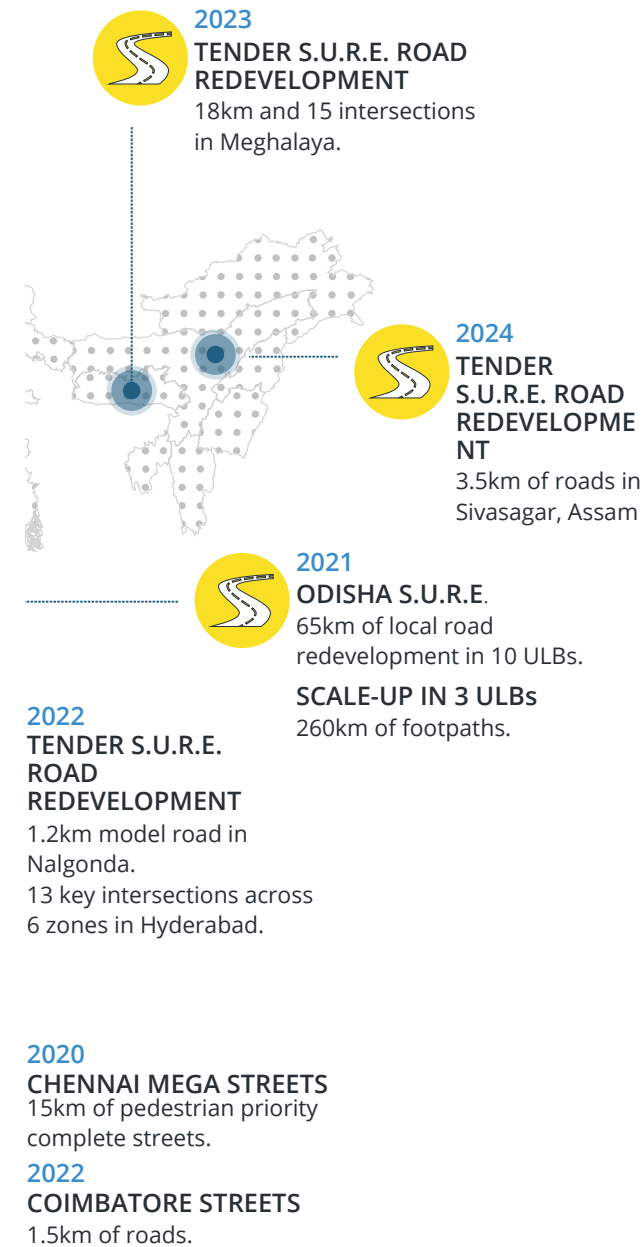 2023
TENDER S.U.R.E. ROAD
REDEVELOPMENT
18km and 15 intersections
in Meghalaya.
2024
TENDER
S.U.R.E. ROAD
REDEVELOPME
NT
3.5km of roads in
Sivasagar, Assam
2021
ODISHA S.U.R.E.
65km of local road
redevelopment in 10 ULBs.
SCALE-UP IN 3 ULBs
260km of footpaths.
2022
TENDER S.U.R.E.
ROAD
REDEVELOPMENT
1.2km model road in
Nalgonda.
13 key intersections across
6 zones in Hyderabad.
2020
CHENNAI MEGA STREETS
15km of pedestrian priority
complete streets.
2022
COIMBATORE STREETS
1.5km of roads.